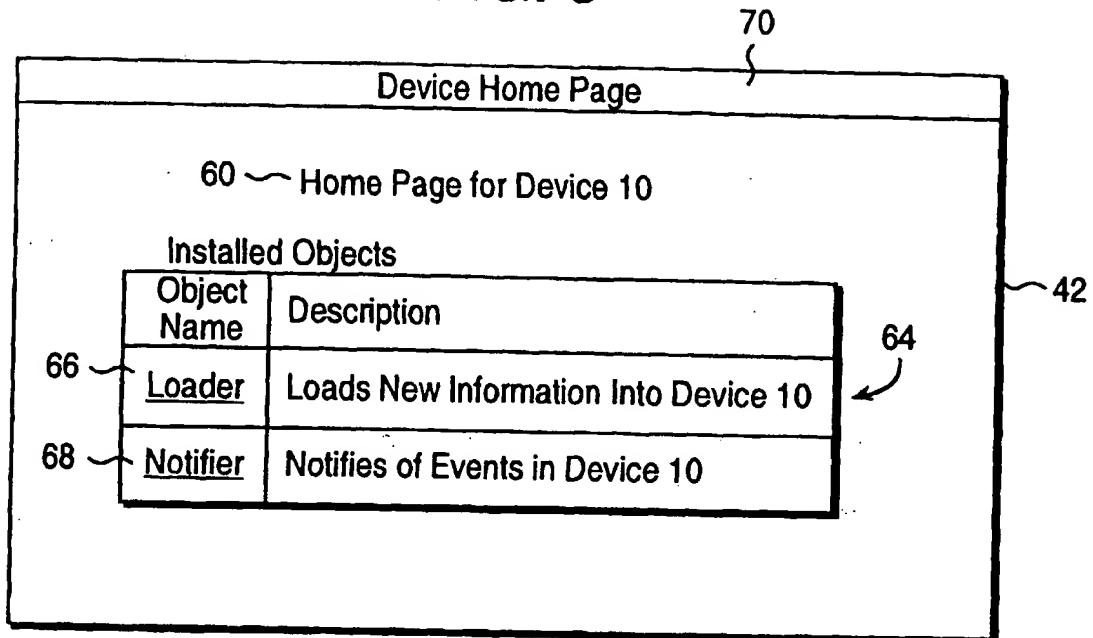 70
Device Home Page
60 Home Page for Device 10
42
Installed Objects
Object Name Description
64
66 Loader Loads New Information Into Device 10
68 Notifier Notifies of Events in Device 10